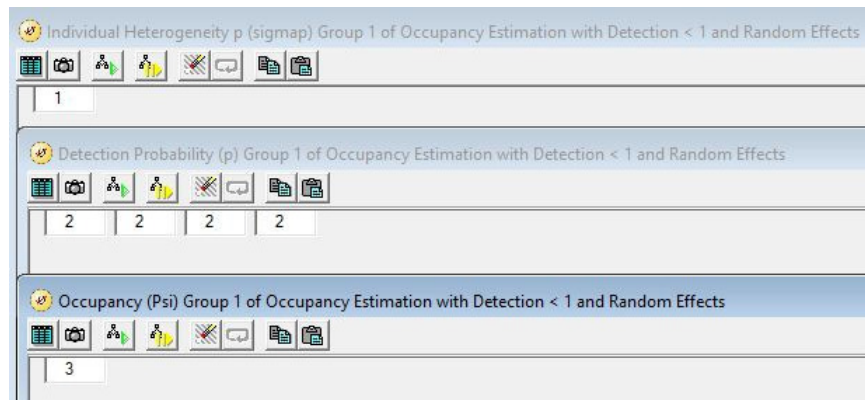 Individual Heterogeneity p (sigmap) Group 1 of Occupancy Estimation with Detection < 1 and Random Effects
1
Detection Probability (p) Group 1 of Occupancy Estimation with Detection < 1 and Random Effects
2 2 2 2
Occupancy (Psi) Group 1 of Occupancy Estimation with Detection < 1 and Random Effects
3